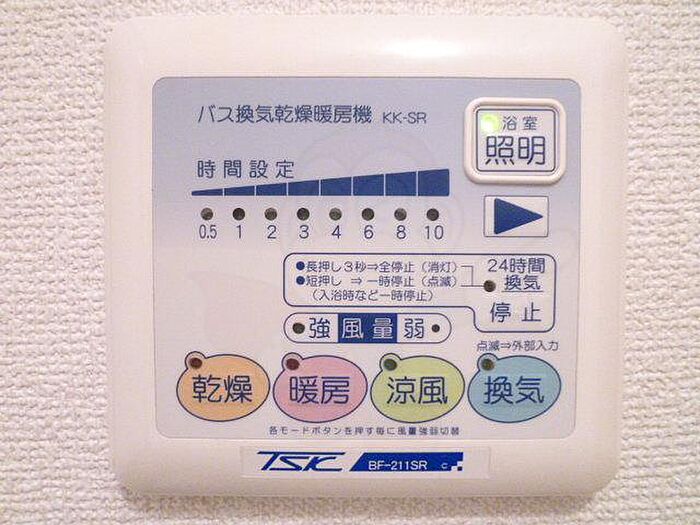 バス換気乾燥暖房機 KK-SR
浴室
照明
時間設定
0.5 1 2 3 4 6 8 10
●長押し3秒⇒全停止（消灯）
●短押し ⇒一時停止（点滅）
（入浴時など一時停止）
24時間
換気
停止
強風量弱
点滅⇒外部入力
乾燥 暖房 涼風 換気
各モードボタンを押す毎に風量強弱切替
TSK BF-211SR C